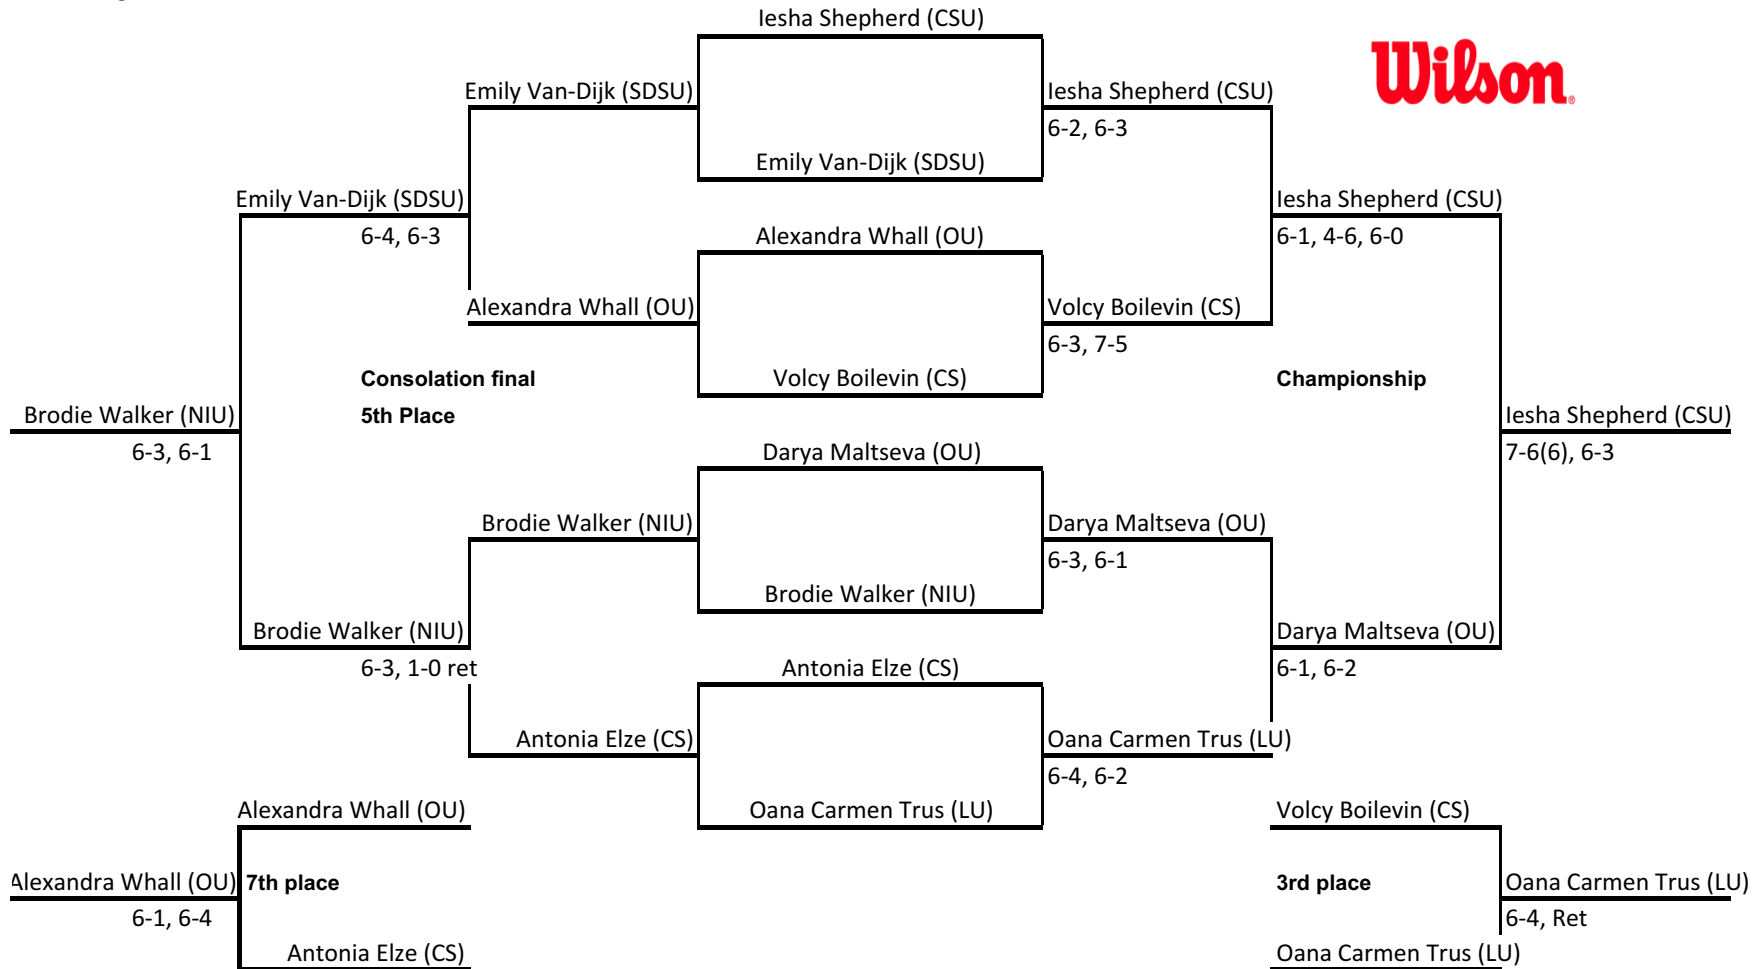 Iesha Shepherd (CSU)
Wilson®
Emily Van-Dijk (SDSU)
Iesha Shepherd (CSU)
6-2, 6-3
Emily Van-Dijk (SDSU)
Emily Van-Dijk (SDSU)
Iesha Shepherd (CSU)
6-4, 6-3
Alexandra Whall (OU)
6-1, 4-6, 6-0
Alexandra Whall (OU)
Volcy Boilevin (CS)
6-3, 7-5
Consolation final
Volcy Boilevin (CS)
Championship
Brodie Walker (NIU)
5th Place
Iesha Shepherd (CSU)
6-3, 6-1
Darya Maltseva (OU)
7-6(6), 6-3
Brodie Walker (NIU)
Darya Maltseva (OU)
6-3, 6-1
Brodie Walker (NIU)
Brodie Walker (NIU)
Darya Maltseva (OU)
6-3, 1-0 ret
Antonia Elze (CS)
6-1, 6-2
Antonia Elze (CS)
Oana Carmen Trus (LU)
6-4, 6-2
Alexandra Whall (OU)
Oana Carmen Trus (LU)
Volcy Boilevin (CS)
Alexandra Whall (OU)
7th place
3rd place
Oana Carmen Trus (LU)
6-1, 6-4
6-4, Ret
Antonia Elze (CS)
Oana Carmen Trus (LU)